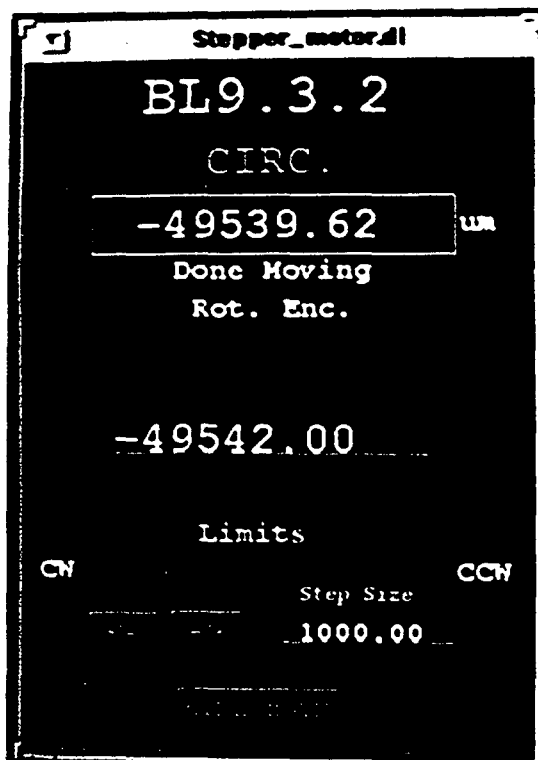 Stepper_motor.dl
BL9.3.2
CIRC.
-49539.62 um
Done Moving
Rot. Enc.
-49542.00
Limits
CW CCW
Step Size
1000.00